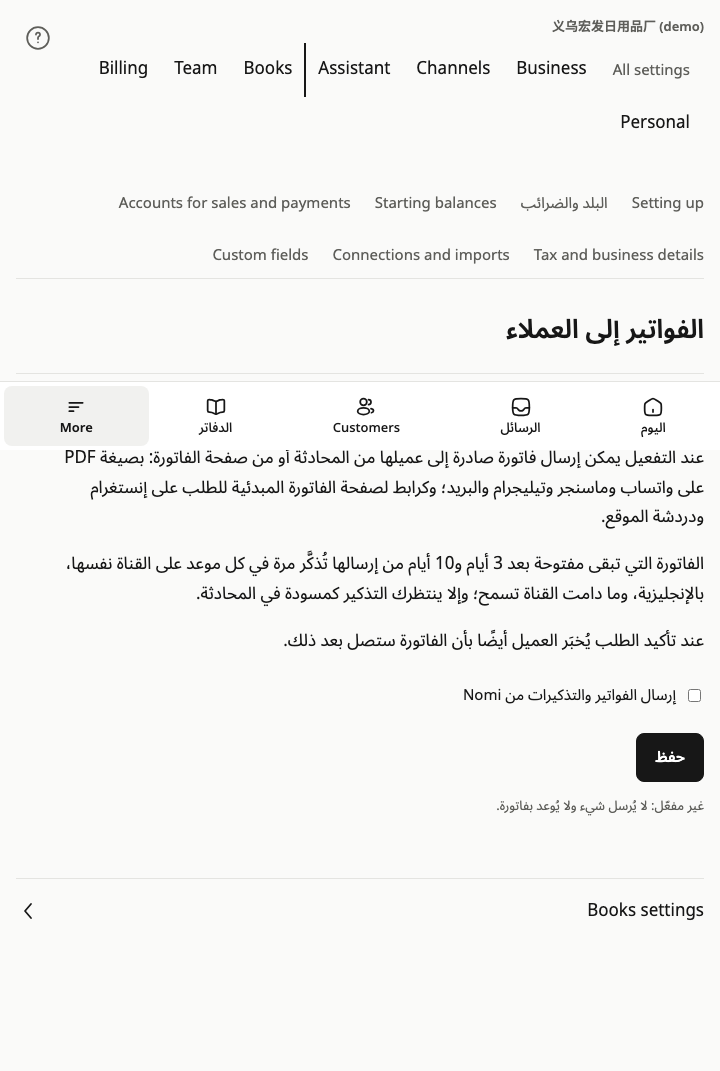 义乌宏发日用品厂 (demo)
All settings Business Channels Assistant Books Team Billing
Personal
Setting up البلد والضرائب Starting balances Accounts for sales and payments
Tax and business details Connections and imports Custom fields
الفواتير إلى العملاء
اليوم الرسائل Customers الدفاتر More
عند التفعيل يمكن إرسال فاتورة صادرة إلى عميلها من المحادثة أو من صفحة الفاتورة: بصيغة PDF
على واتساب وماسنجر وتيليجرام والبريد؛ وكرابط لصفحة الفاتورة المبدئية للطلب على إنستغرام
ودردشة الموقع.
الفاتورة التي تبقى مفتوحة بعد 3 أيام و10 أيام من إرسالها تُذكَّر مرة في كل موعد على القناة نفسها،
بالإنجليزية، وما دامت القناة تسمح؛ وإلا ينتظرك التذكير كمسودة في المحادثة.
عند تأكيد الطلب يُخبَر العميل أيضًا بأن الفاتورة ستصل بعد ذلك.
إرسال الفواتير والتذكيرات من Nomi
حفظ
غير مفعّل: لا يُرسل شيء ولا يُوعد بفاتورة.
Books settings